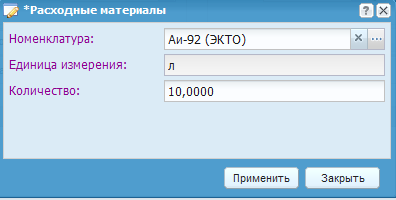 *Расходные материалы
Номенклатура: Аи-92 (ЭКТО)
Единица измерения: л
Количество: 10,0000
Применить Закрыть